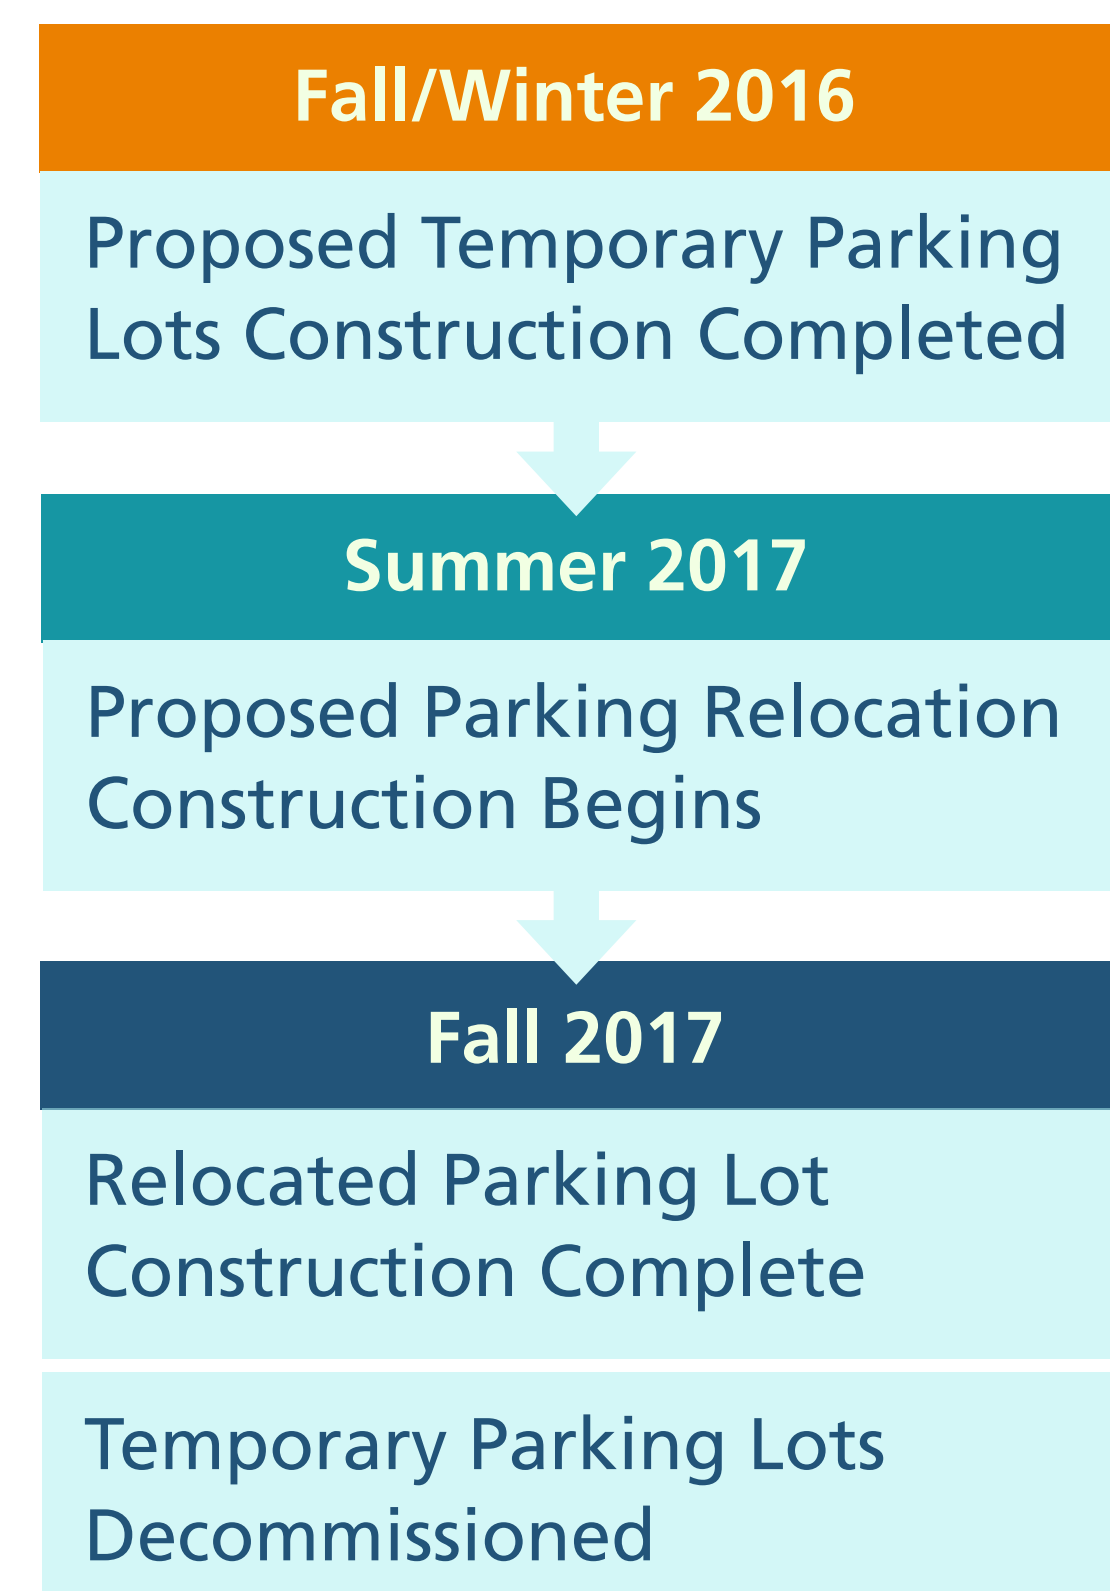 Fall/Winter 2016
Proposed Temporary Parking
Lots Construction Completed
Summer 2017
Proposed Parking Relocation
Construction Begins
Fall 2017
Relocated Parking Lot
Construction Complete
Temporary Parking Lots
Decommissioned